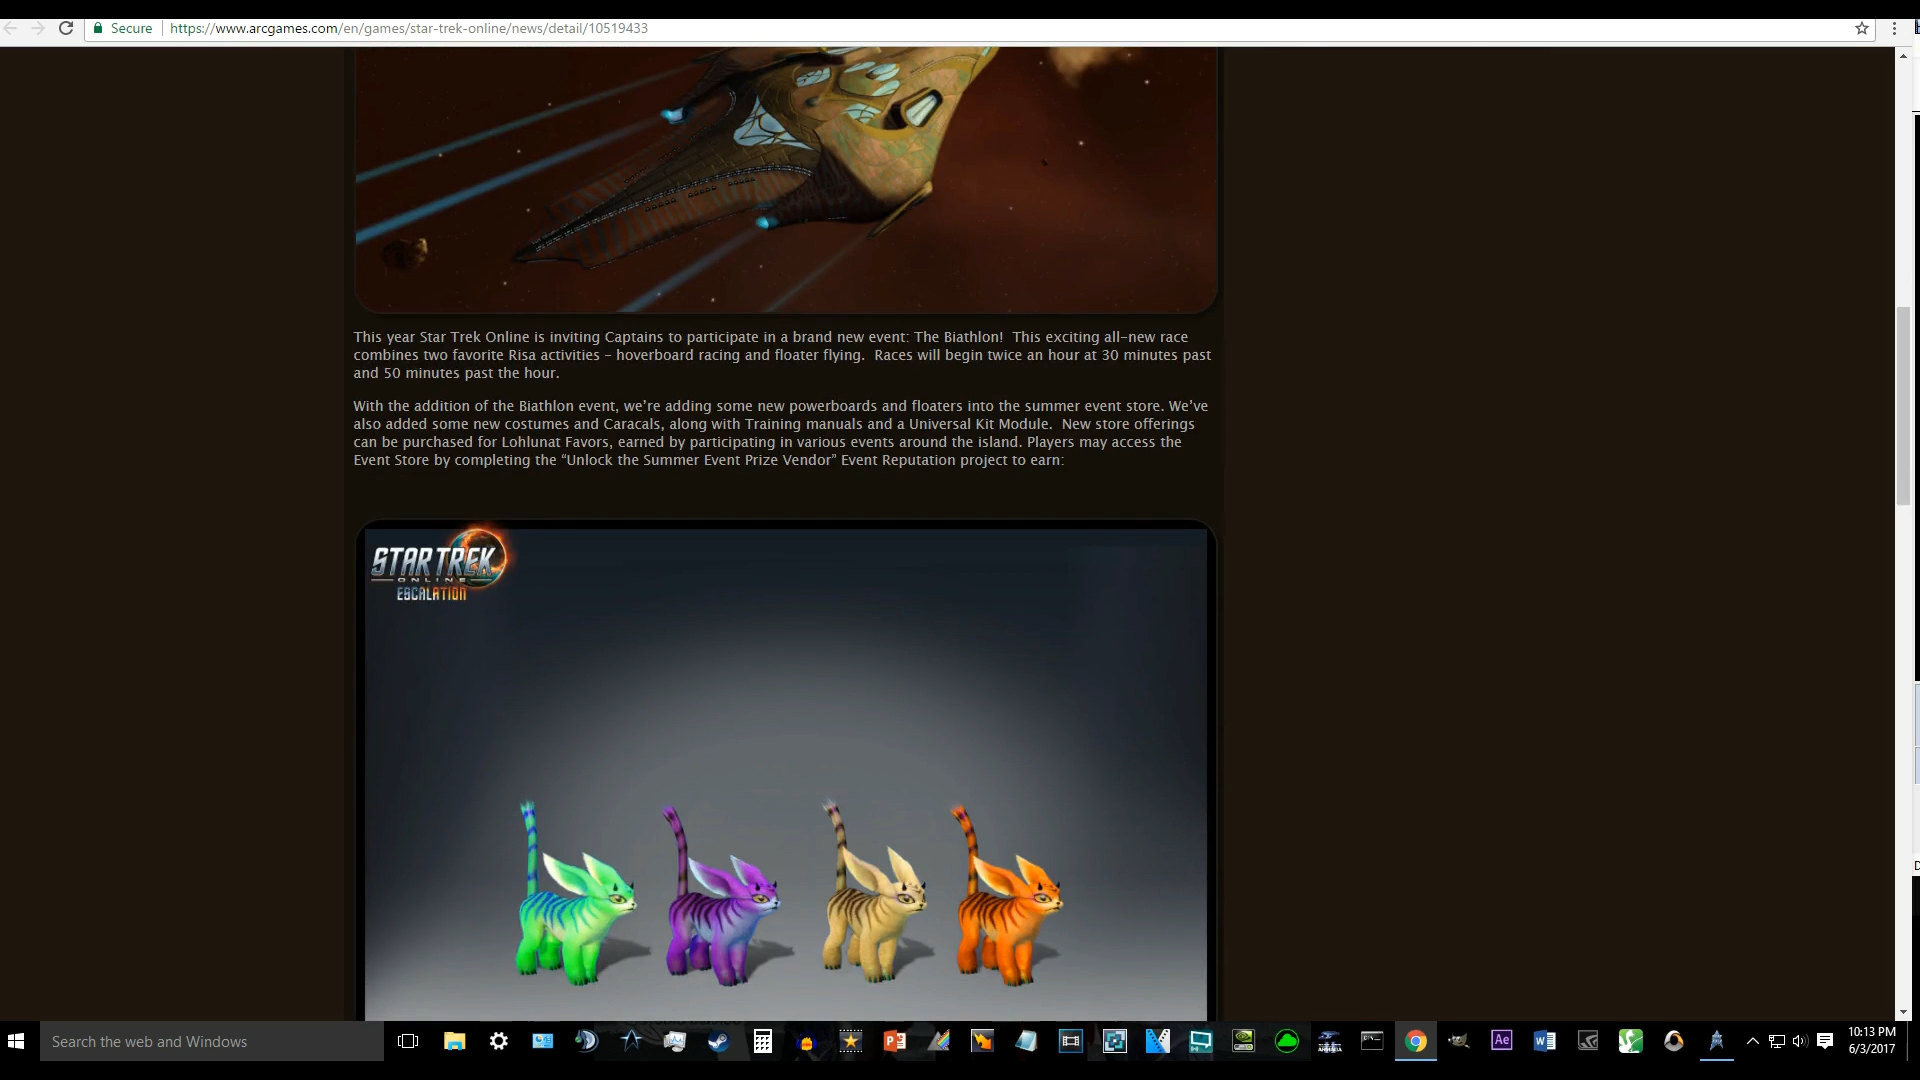 Secure
https://www.arcgames.com/en/games/star-trek-online/news/detail/10519433
This year Star Trek Online is inviting Captains to participate in a brand new event: The Biathlon!  This exciting all-new race
combines two favorite Risa activities – hoverboard racing and floater flying.  Races will begin twice an hour at 30 minutes past
and 50 minutes past the hour.
With the addition of the Biathlon event, we’re adding some new powerboards and floaters into the summer event store. We’ve
also added some new costumes and Caracals, along with Training manuals and a Universal Kit Module.  New store offerings
can be purchased for Lohlunat Favors, earned by participating in various events around the island. Players may access the
Event Store by completing the “Unlock the Summer Event Prize Vendor” Event Reputation project to earn:
STAR TREK
ONLINE
ESCALATION
Search the web and Windows
Ae
10:13 PM
6/3/2017